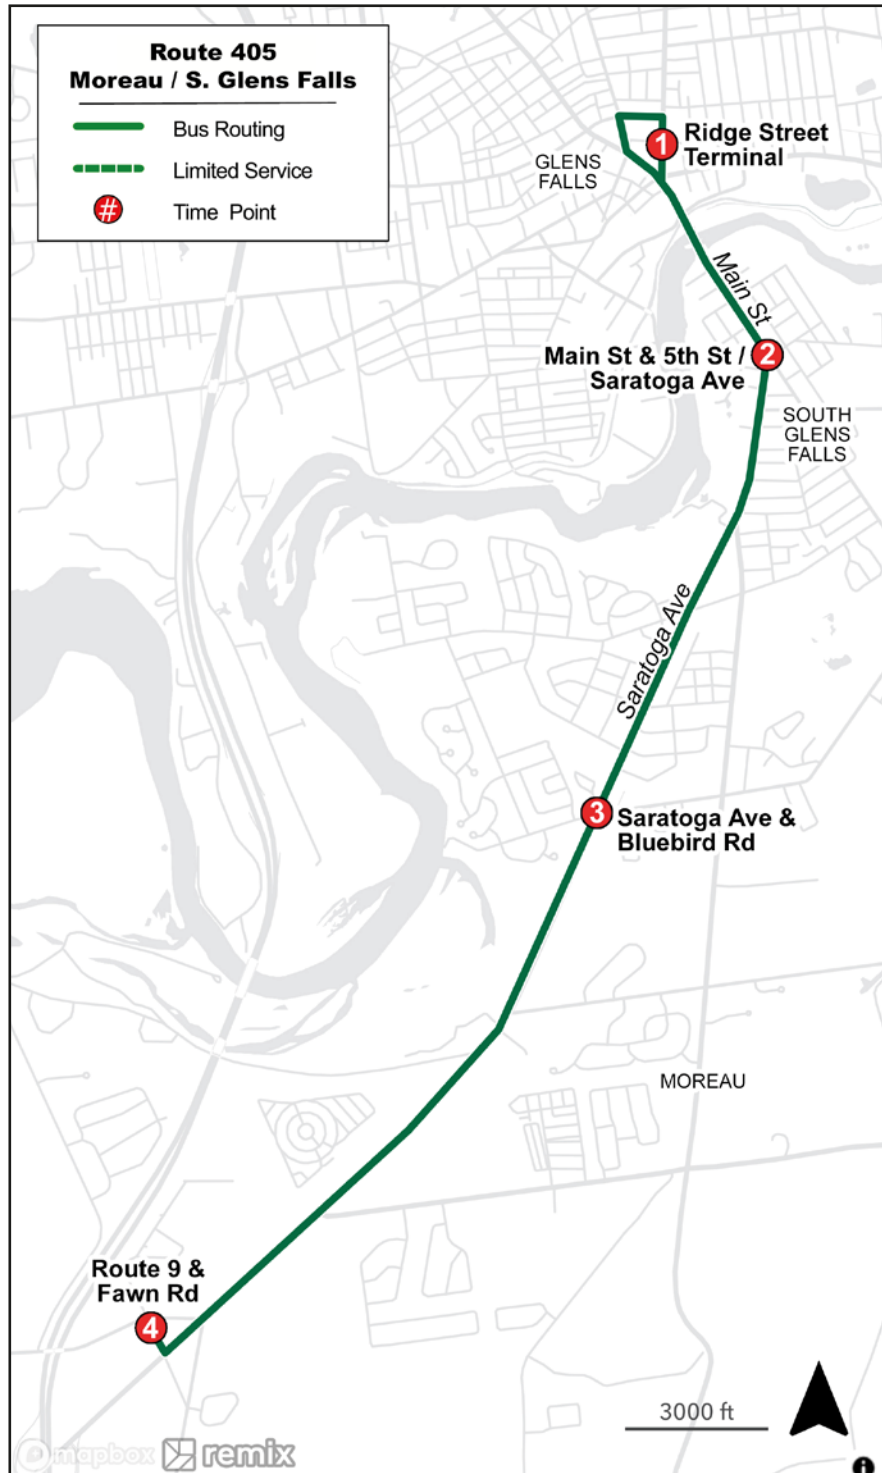 Route 405
Moreau / S. Glens Falls
Bus Routing
Limited Service
# Time Point
1 Ridge Street
Terminal
GLENS
FALLS
Main St
Main St & 5th St / 2
Saratoga Ave
SOUTH
GLENS
FALLS
Saratoga Ave
3 Saratoga Ave &
Bluebird Rd
MOREAU
Route 9 &
Fawn Rd
4
3000 ft
mapbox remix
i